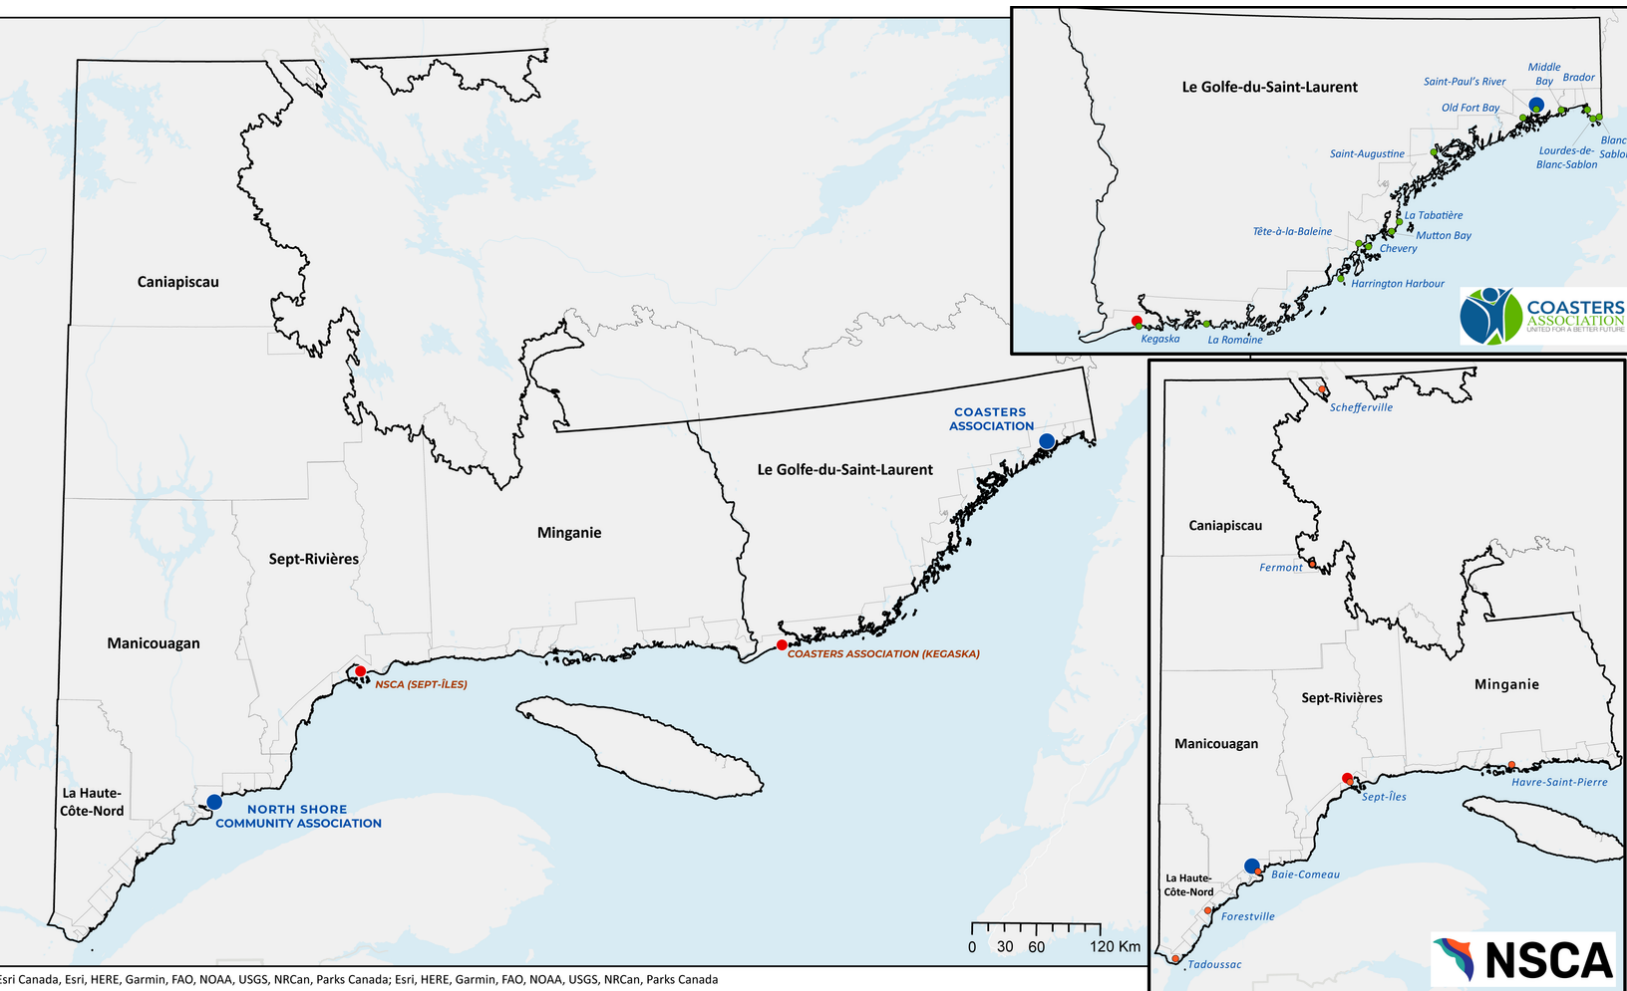 Caniapiscau
COASTERS
ASSOCIATION
Le Golfe-du-Saint-Laurent
Minganie
Sept-Rivières
Manicouagan
COASTERS ASSOCIATION (KEGASKA)
NSCA (SEPT-ÎLES)
La Haute-
Côte-Nord
NORTH SHORE
COMMUNITY ASSOCIATION
0 30 60 120 Km
Esri Canada, Esri, HERE, Garmin, FAO, NOAA, USGS, NRCan, Parks Canada; Esri, HERE, Garmin, FAO, NOAA, USGS, NRCan, Parks Canada
Le Golfe-du-Saint-Laurent
Saint-Paul's River
Middle
Bay
Brador
Old Fort Bay
Blanc-
Sablon
Lourdes-de-
Blanc-Sablon
Saint-Augustine
La Tabatière
Tête-à-la-Baleine
Mutton Bay
Chevery
Harrington Harbour
Kegaska
La Romaine
COASTERS
ASSOCIATION
UNITED FOR A BETTER FUTURE
Schefferville
Caniapiscau
Fermont
Minganie
Sept-Rivières
Manicouagan
Havre-Saint-Pierre
Sept-Îles
Baie-Comeau
La Haute-
Côte-Nord
Forestville
Tadoussac
NSCA